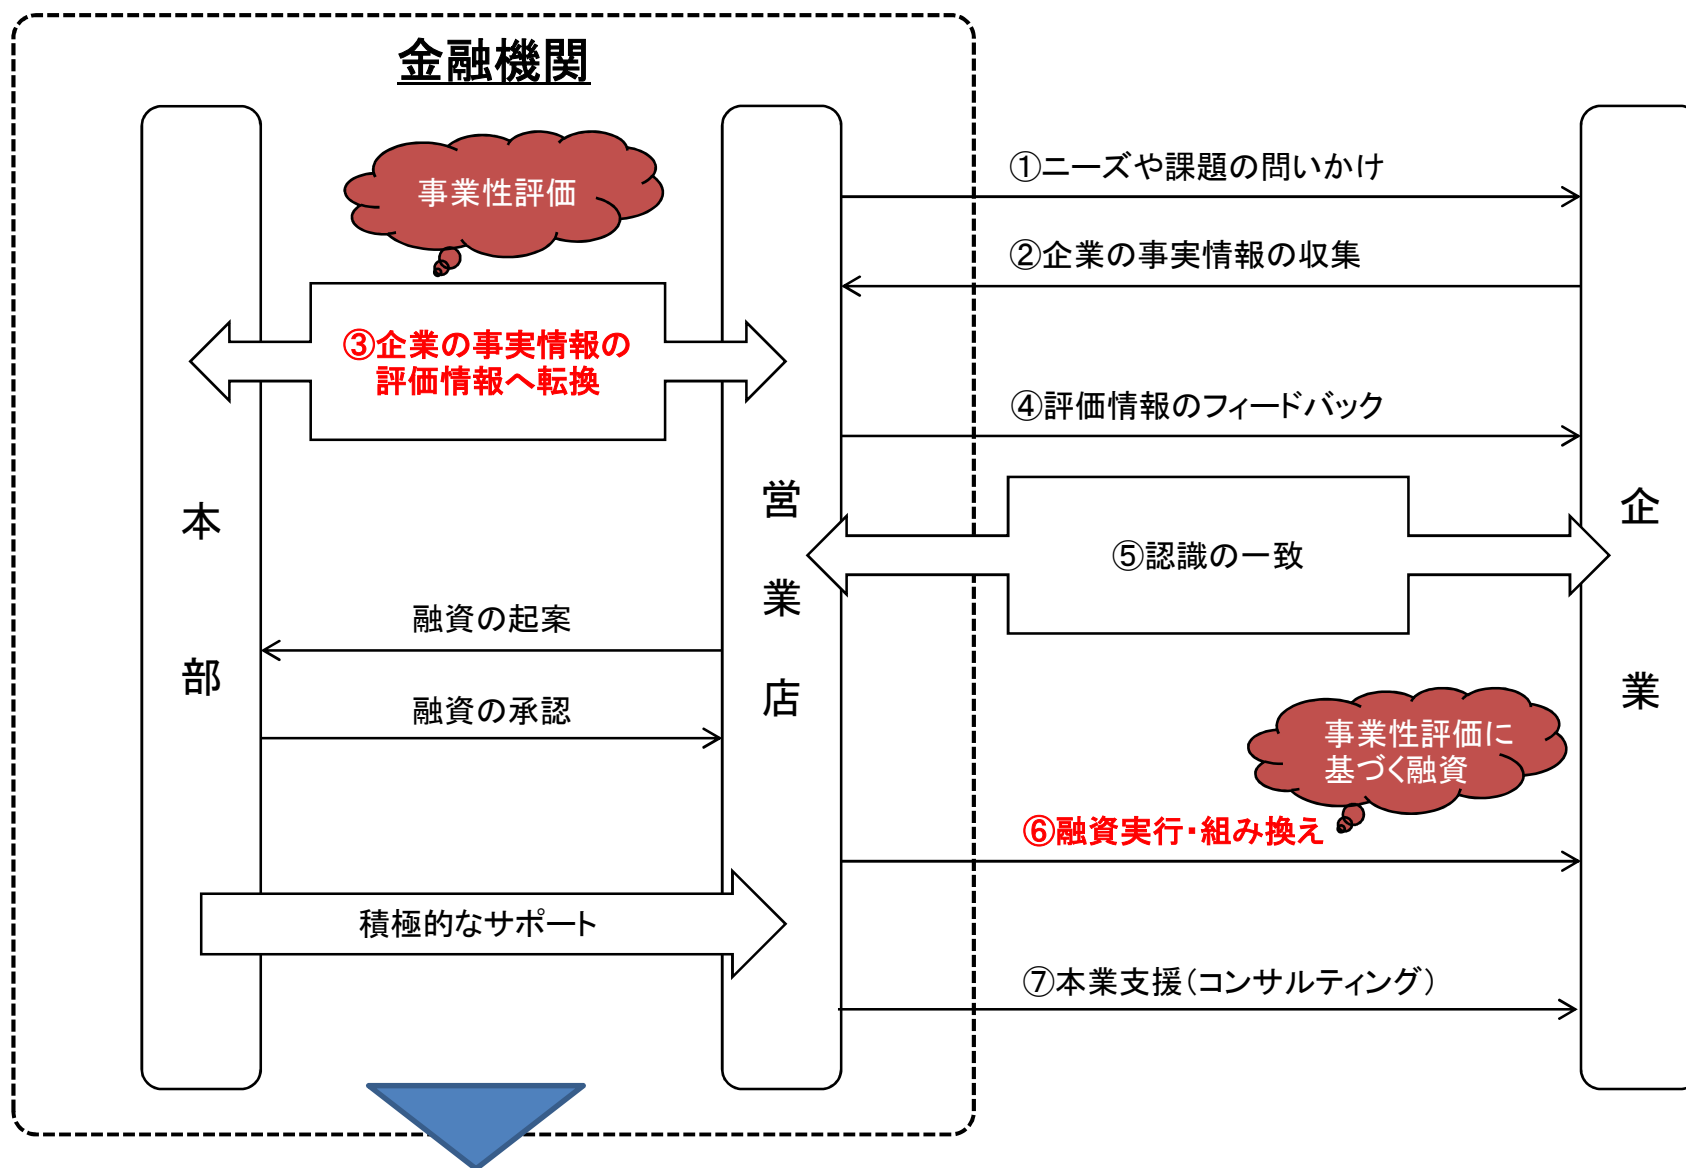 金融機関
事業性評価
①ニーズや課題の問いかけ
②企業の事実情報の収集
③企業の事実情報の
評価情報へ転換
④評価情報のフィードバック
本部
営業店
企業
⑤認識の一致
融資の起案
融資の承認
事業性評価に
基づく融資
⑥融資実行・組み換え
積極的なサポート
⑦本業支援（コンサルティング）